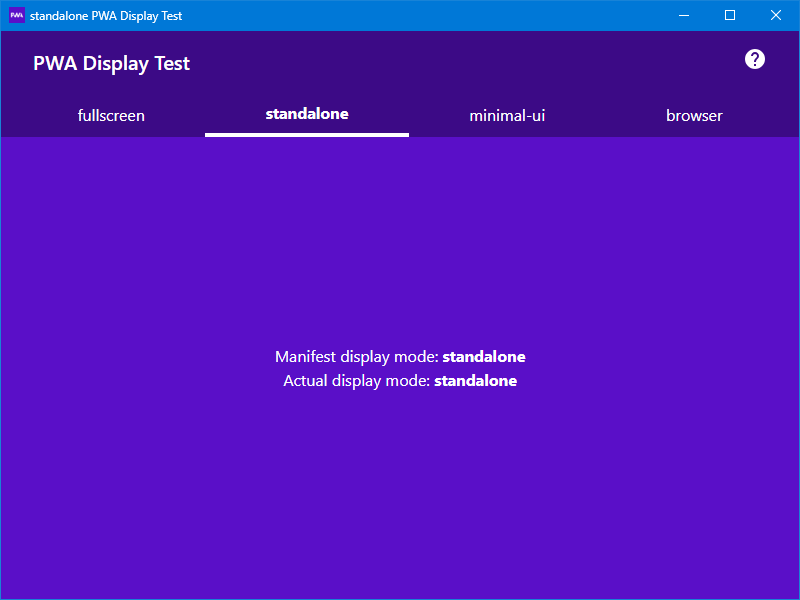 PWA standalone PWA Display Test
PWA Display Test
?
fullscreen standalone minimal-ui browser
Manifest display mode: standalone
Actual display mode: standalone